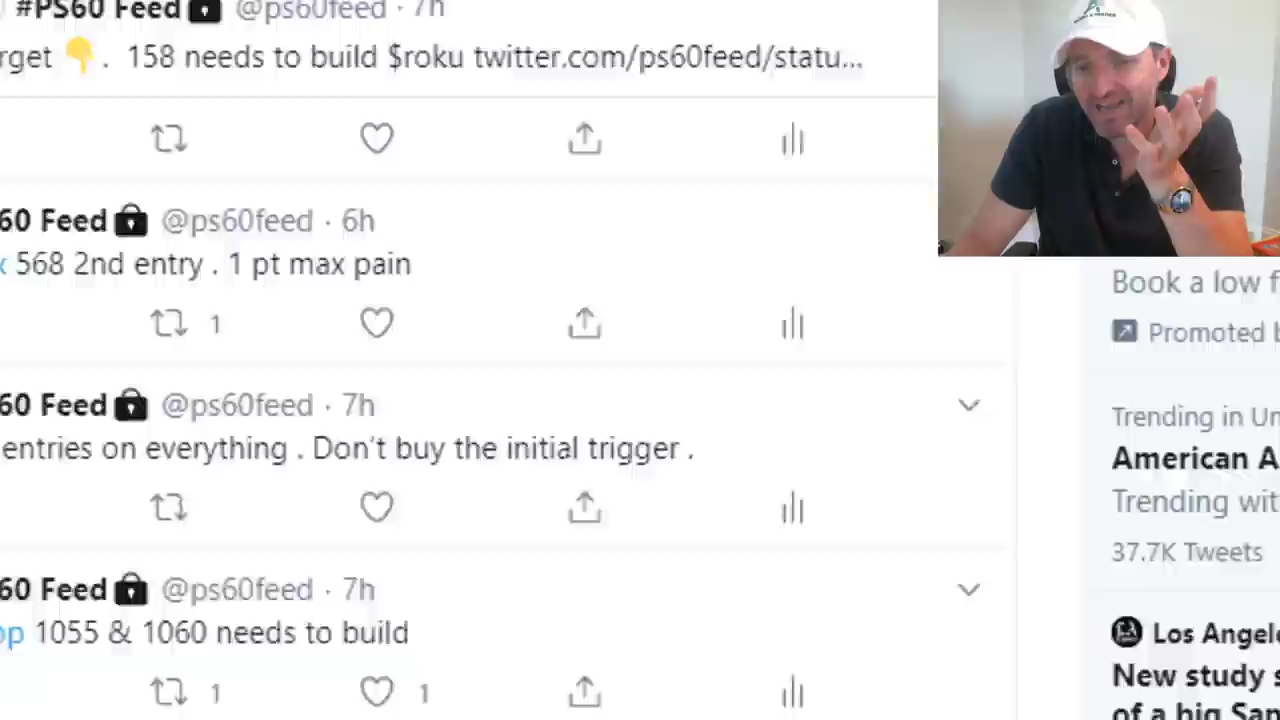 #PS60 Feed @ps60feed · 7h
rget 👇. 158 needs to build $roku twitter.com/ps60feed/statu...
60 Feed @ps60feed · 6h
x 568 2nd entry . 1 pt max pain
1
60 Feed @ps60feed · 7h
entries on everything . Don't buy the initial trigger .
60 Feed @ps60feed · 7h
op 1055 & 1060 needs to build
1 1
Book a low f
Promoted b
Trending in Un
American A
Trending wit
37.7K Tweets
Los Angele
New study s
of a big San